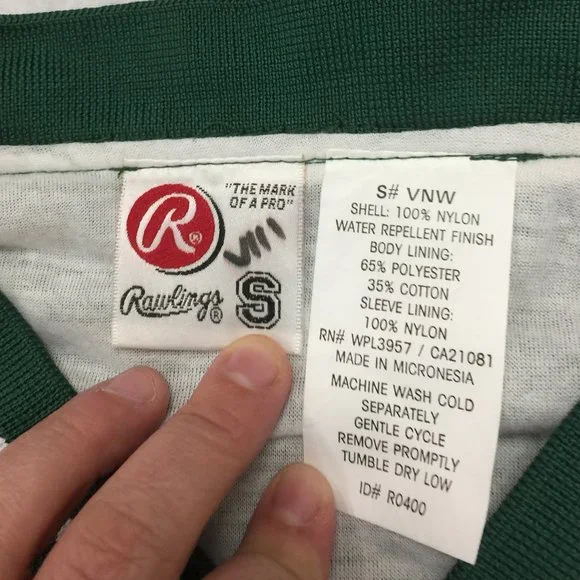 "THE MARK
OF A PRO"
R®
VIII
Rawlings®
S
S# VNW
SHELL: 100% NYLON
WATER REPELLENT FINISH
BODY LINING:
65% POLYESTER
35% COTTON
SLEEVE LINING:
100% NYLON
RN# WPL3957 / CA21081
MADE IN MICRONESIA
MACHINE WASH COLD
SEPARATELY
GENTLE CYCLE
REMOVE PROMPTLY
TUMBLE DRY LOW
ID# R0400